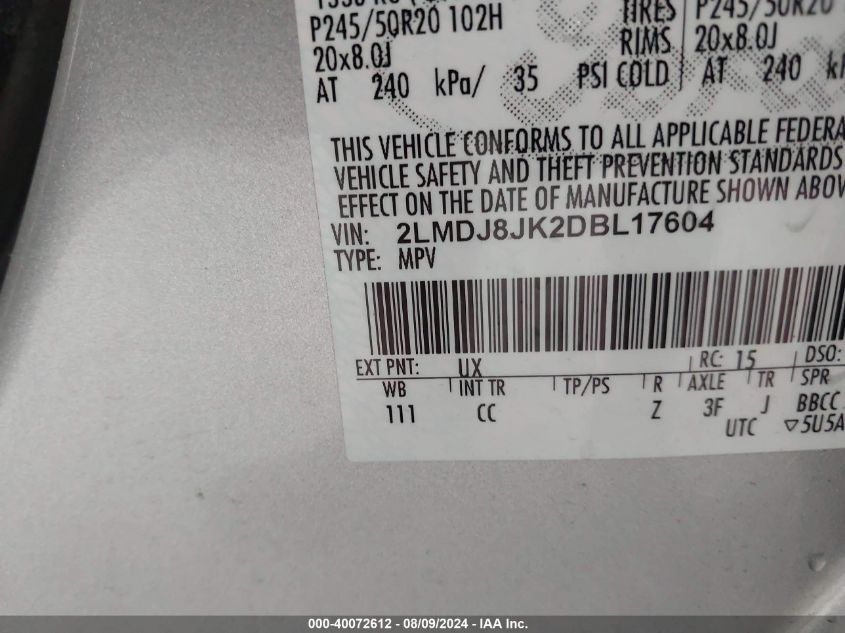 P245/50R20 102H
20x8.0J
AT 240 kPa/ 35 PSI COLD
TIRES P245/50R20
RIMS 20x8.0J
AT 240
THIS VEHICLE CONFORMS TO ALL APPLICABLE FEDERA
VEHICLE SAFETY AND THEFT PREVENTION STANDARDS
EFFECT ON THE DATE OF MANUFACTURE SHOWN ABOV
VIN: 2LMDJ8JK2DBL17604
TYPE: MPV
EXT PNT: UX RC: 15 DSO:
WB INT TR TP/PS R AXLE TR SPR
111 CC Z 3F J BBCC
UTC ▽5U5A
000-40072612 - 08/09/2024 - IAA Inc.